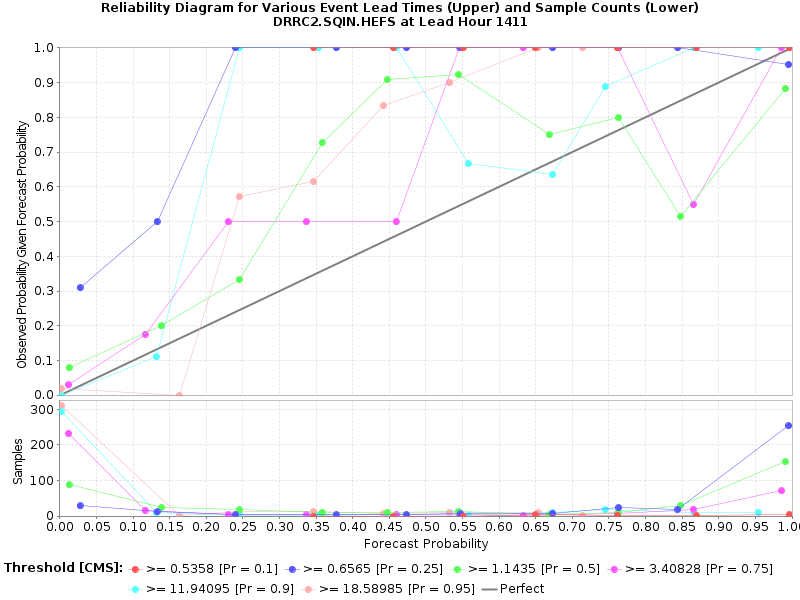 Reliability Diagram for Various Event Lead Times (Upper) and Sample Counts (Lower)
DRRC2.SQIN.HEFS at Lead Hour 1411
Observed Probability Given Forecast Probability
1.0
0.9
0.8
0.7
0.6
0.5
0.4
0.3
0.2
0.1
0.0
Samples
300
200
100
0
0.00 0.05 0.10 0.15 0.20 0.25 0.30 0.35 0.40 0.45 0.50 0.55 0.60 0.65 0.70 0.75 0.80 0.85 0.90 0.95 1.0
Forecast Probability
Threshold [CMS]: >= 0.5358 [Pr = 0.1] >= 0.6565 [Pr = 0.25] >= 1.1435 [Pr = 0.5] >= 3.40828 [Pr = 0.75]
>= 11.94095 [Pr = 0.9] >= 18.58985 [Pr = 0.95] Perfect